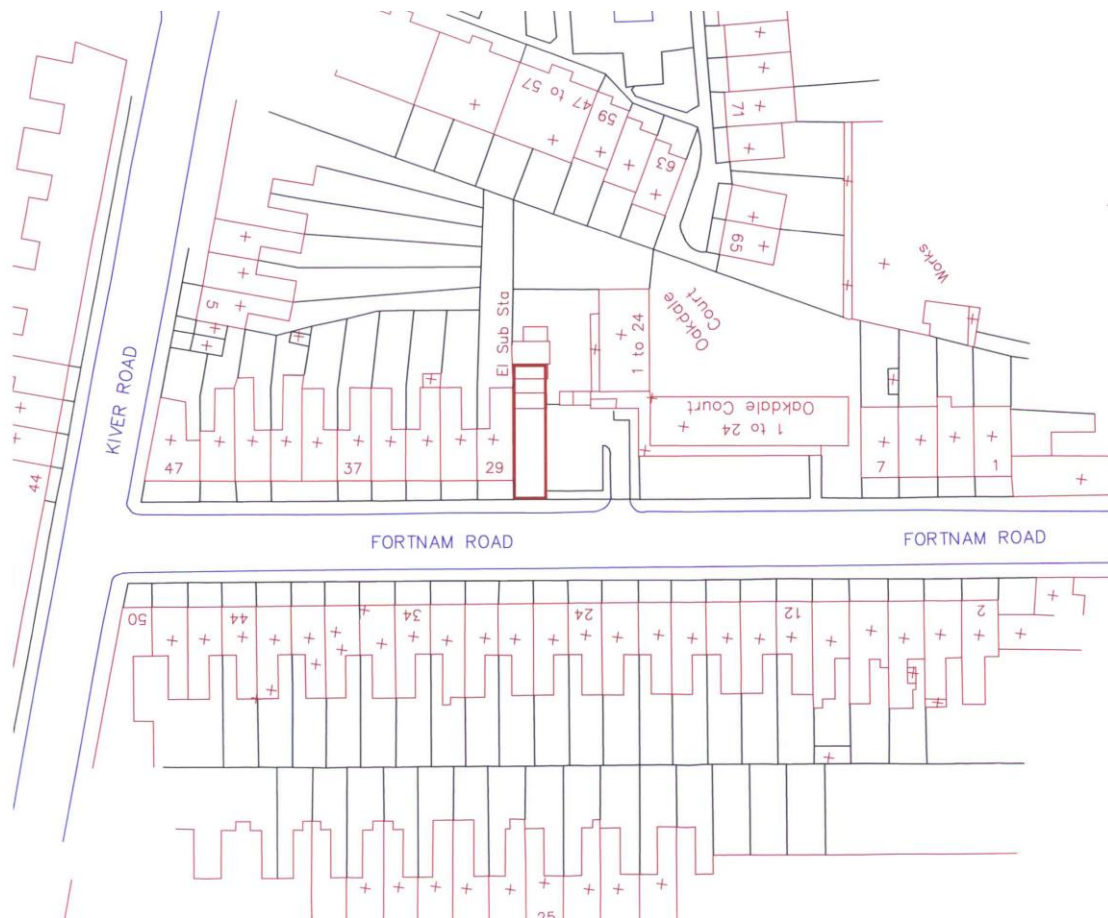 47 to 57
59
63
71
65
Works
5
El Sub Sta
1 to 24
Oakdale
Court
1 to 24
Oakdale Court
KIVER ROAD
47
37
29
7
1
44
FORTNAM ROAD
FORTNAM ROAD
50
44
34
24
12
2
25